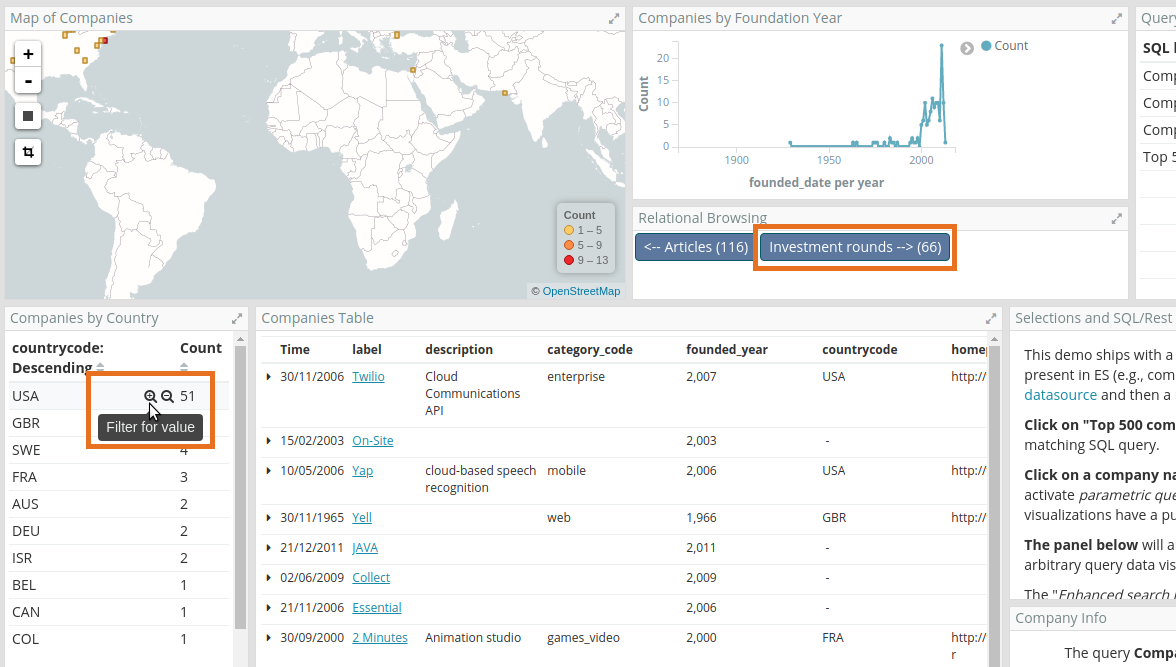 Map of Companies
+
-
Count
1 – 5
5 – 9
9 – 13
© OpenStreetMap
Companies by Foundation Year
Count
20
15
10
5
0
Count
1900
1950
2000
founded_date per year
Relational Browsing
<-- Articles (116)
Investment rounds --> (66)
SQL
Top 5
Companies by Country
countrycode: Count
Descending
USA 51
Filter for value
GBR
SWE 4
FRA 3
AUS 2
DEU 2
ISR 2
BEL 1
CAN 1
COL 1
Companies Table
Time label description category_code founded_year countrycode
30/11/2006 Twilio Cloud enterprise 2,007 USA http://
Communications
API
15/02/2003 On-Site 2,003 -
10/05/2006 Yap cloud-based speech mobile 2,006 USA http://
recognition
30/11/1965 Yell web 1,966 GBR http://
21/12/2011 JAVA 2,011 -
02/06/2009 Collect 2,009 -
21/11/2006 Essential 2,006 -
30/09/2000 2 Minutes Animation studio games_video 2,000 FRA http://
r
Selections and SQL/Rest
This demo ships with a
present in ES (e.g., com
datasource and then a
Click on "Top 500 com
matching SQL query.
Click on a company na
activate parametric que
visualizations have a pu
The panel below will a
arbitrary query data vis
The "Enhanced search
Company Info
The query Compa